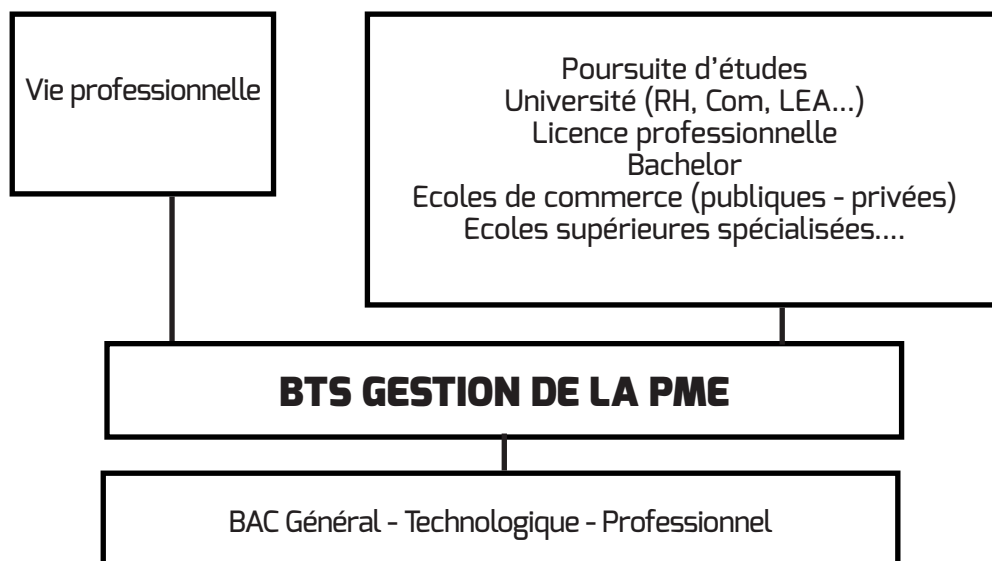 Vie professionnelle
Poursuite d’études
Université (RH, Com, LEA...)
Licence professionnelle
Bachelor
Ecoles de commerce (publiques - privées)
Ecoles supérieures spécialisées....
BTS GESTION DE LA PME
BAC Général - Technologique - Professionnel